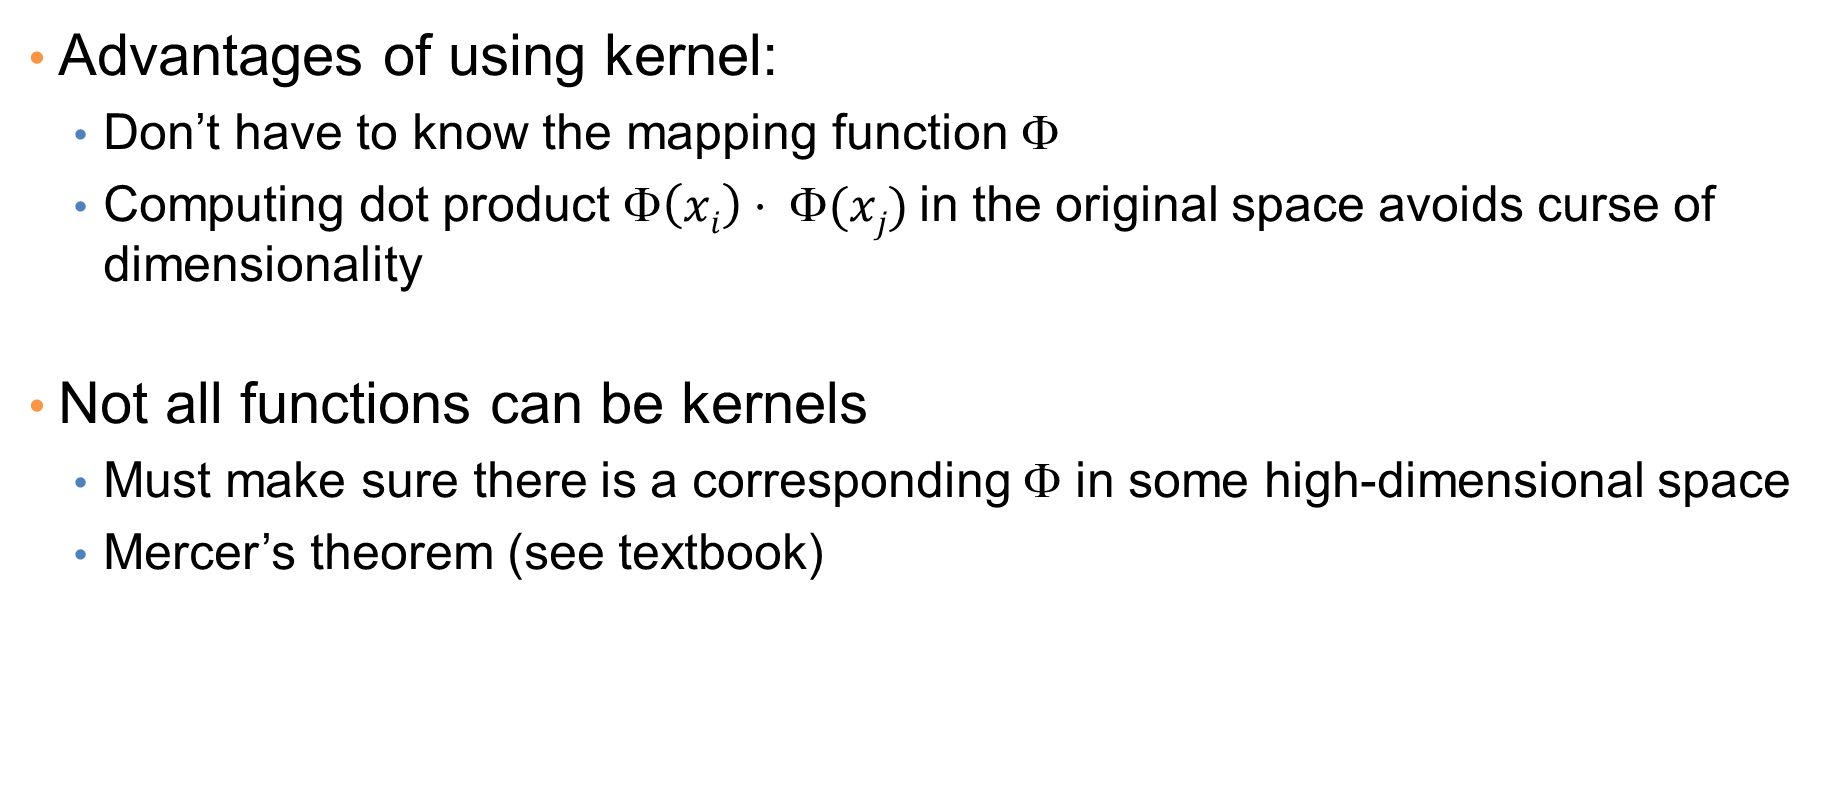 • Advantages of using kernel:
• Don’t have to know the mapping function Φ
• Computing dot product Φ(xᵢ) · Φ(xⱼ) in the original space avoids curse of
dimensionality
• Not all functions can be kernels
• Must make sure there is a corresponding Φ in some high-dimensional space
• Mercer’s theorem (see textbook)